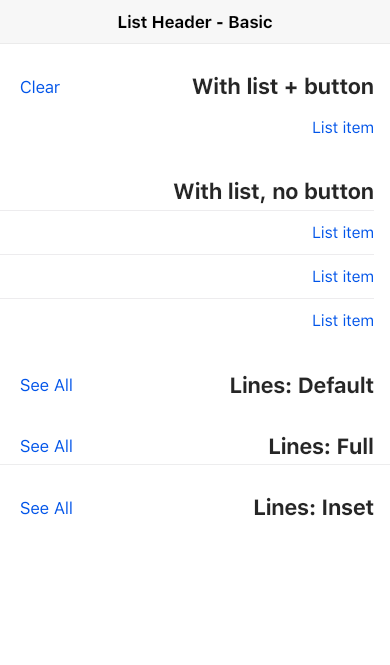 List Header - Basic
With list + button
Clear
List item
With list, no button
List item
List item
List item
Lines: Default
See All
Lines: Full
See All
Lines: Inset
See All